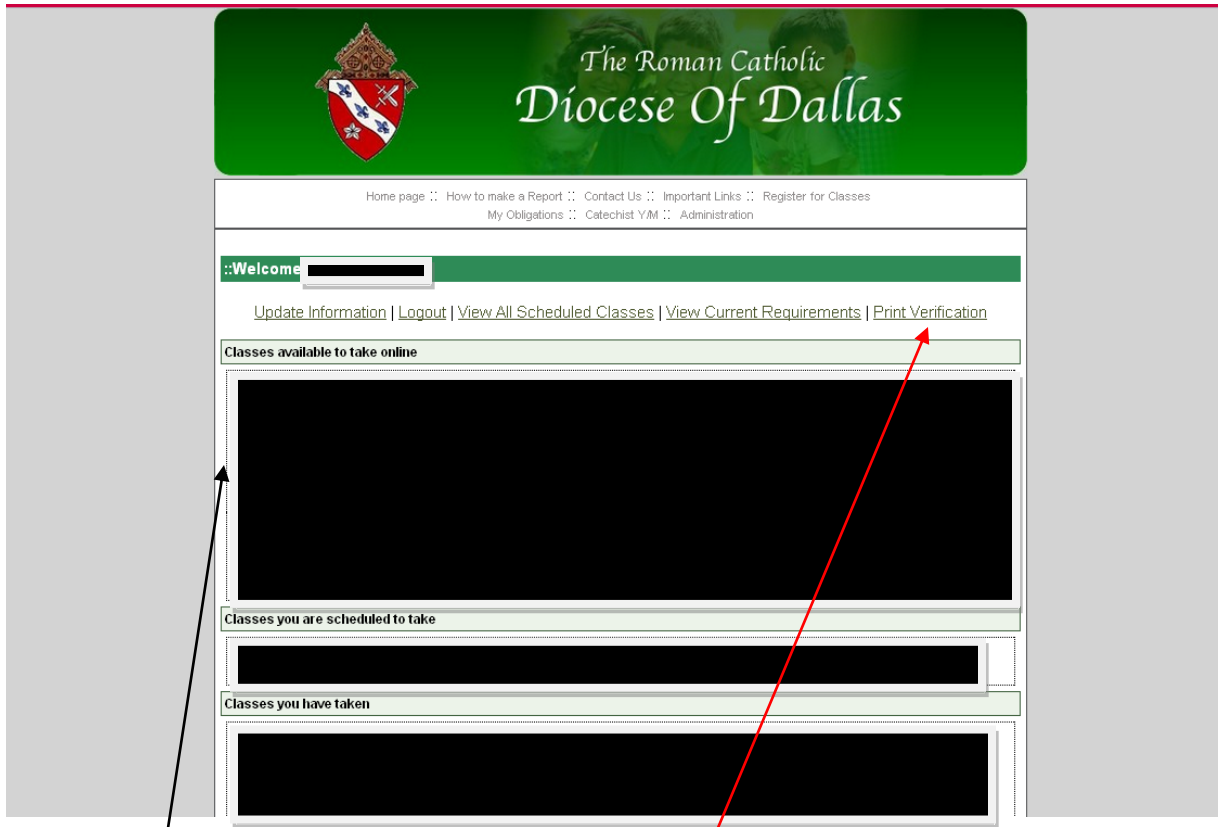 The Roman Catholic
Diocese Of Dallas
Home page :: How to make a Report :: Contact Us :: Important Links :: Register for Classes
My Obligations :: Catechist Y/M :: Administration
::Welcome
Update Information | Logout | View All Scheduled Classes | View Current Requirements | Print Verification
Classes available to take online
Classes you are scheduled to take
Classes you have taken